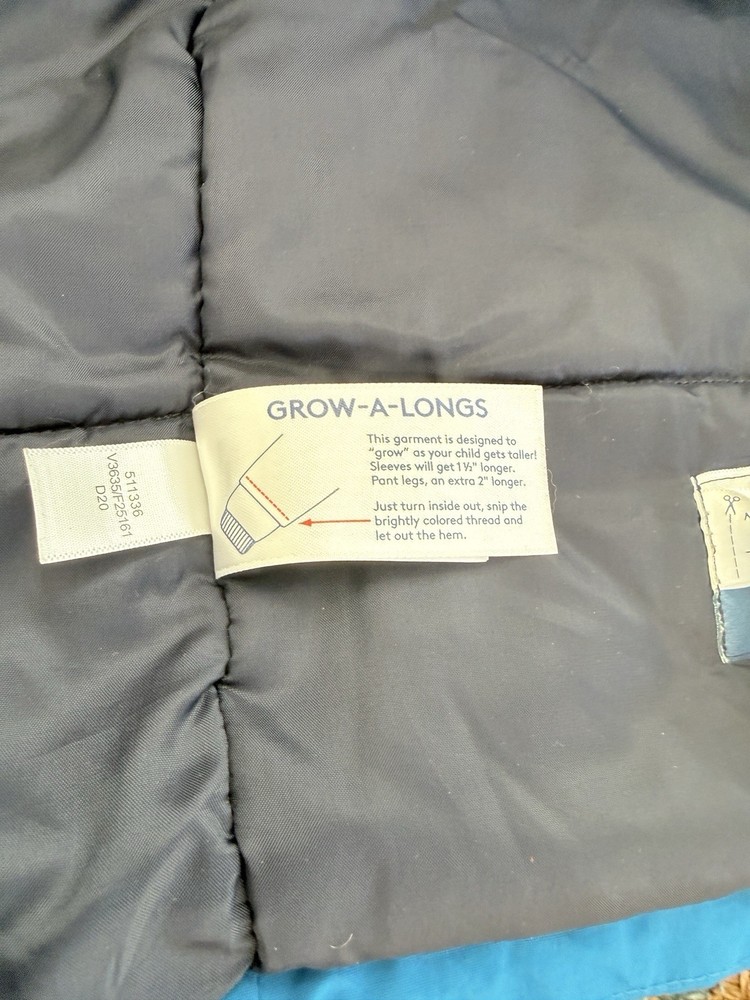 GROW-A-LONGS
This garment is designed to
"grow" as your child gets taller!
Sleeves will get 1½" longer.
Pant legs, an extra 2" longer.
Just turn inside out, snip the
brightly colored thread and
let out the hem.
511336
V3635/F25161
D20